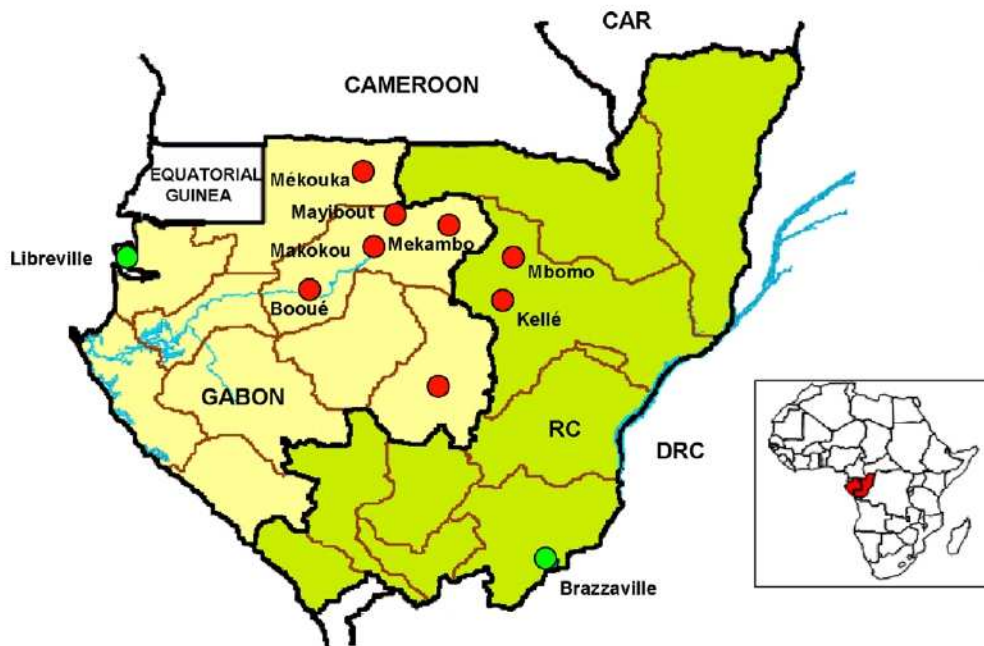 CAR
CAMEROON
EQUATORIAL
GUINEA
Mékouka
Mayibout
Makokou
Mekambo
Libreville
Mbomo
Booué
Kellé
GABON
RC
DRC
Brazzaville